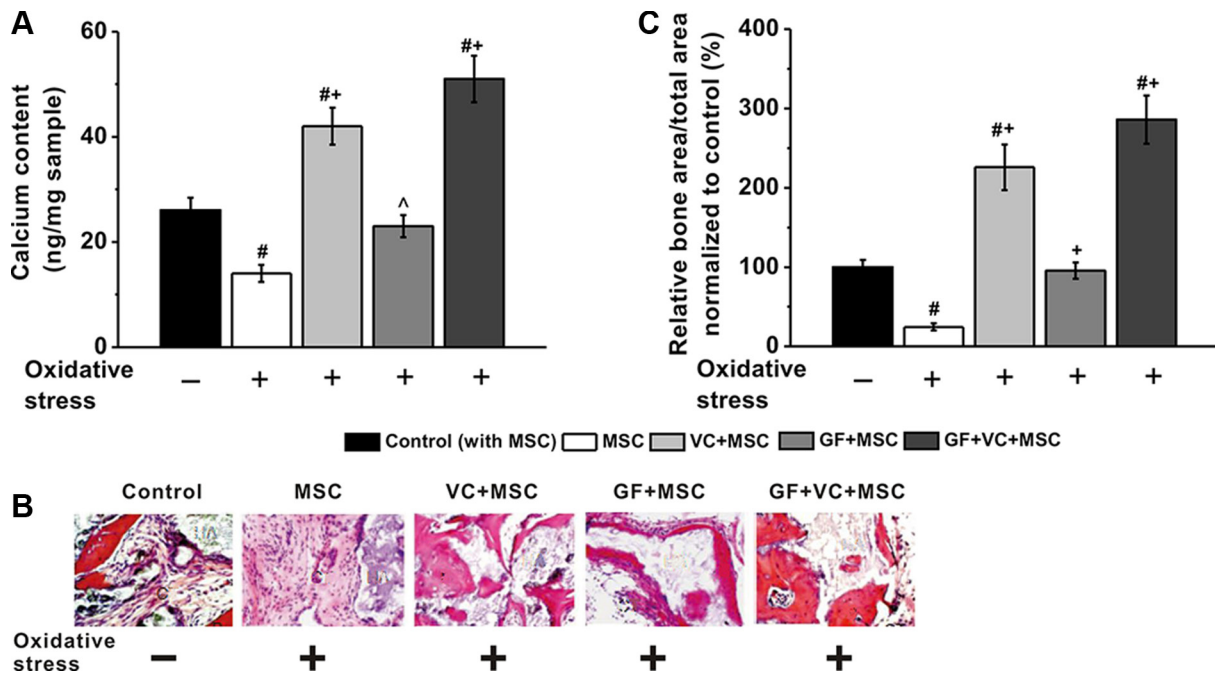 A
Calcium content
(ng/mg sample)
60
40
20
0
#
#+
^
#+
Oxidative
stress
− + + + +
C
Relative bone area/total area
normalized to control (%)
400
300
200
100
0
#
#+
+
#+
Oxidative
stress
− + + + +
Control (with MSC) MSC VC+MSC GF+MSC GF+VC+MSC
B
Control MSC VC+MSC GF+MSC GF+VC+MSC
Oxidative
stress
− + + + +